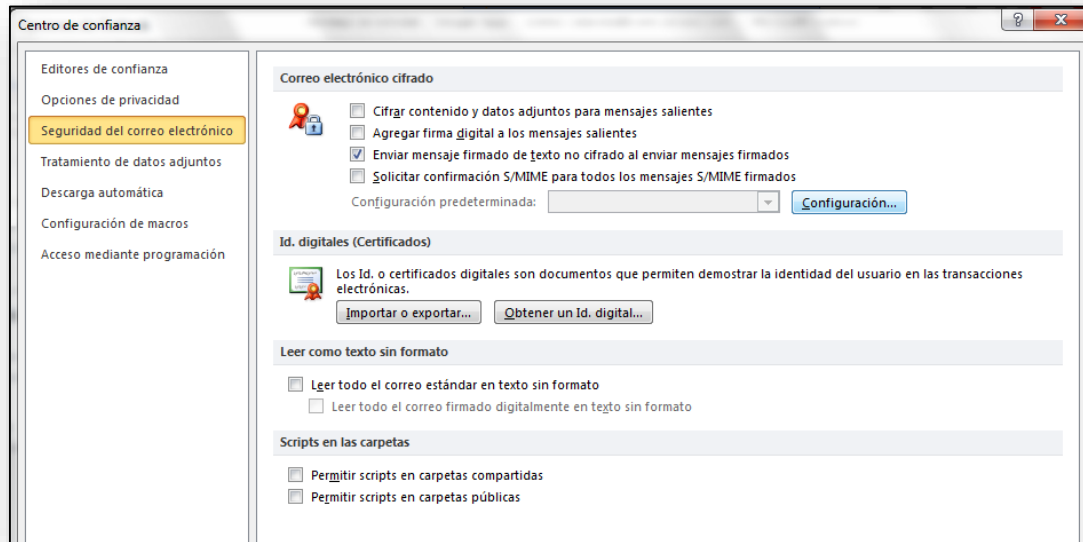 Centro de confianza
Editores de confianza
Opciones de privacidad
Seguridad del correo electrónico
Tratamiento de datos adjuntos
Descarga automática
Configuración de macros
Acceso mediante programación
Correo electrónico cifrado
Cifrar contenido y datos adjuntos para mensajes salientes
Agregar firma digital a los mensajes salientes
Enviar mensaje firmado de texto no cifrado al enviar mensajes firmados
Solicitar confirmación S/MIME para todos los mensajes S/MIME firmados
Configuración predeterminada:
Configuración...
Id. digitales (Certificados)
Los Id. o certificados digitales son documentos que permiten demostrar la identidad del usuario en las transacciones
electrónicas.
Importar o exportar...
Obtener un Id. digital...
Leer como texto sin formato
Leer todo el correo estándar en texto sin formato
Leer todo el correo firmado digitalmente en texto sin formato
Scripts en las carpetas
Permitir scripts en carpetas compartidas
Permitir scripts en carpetas públicas